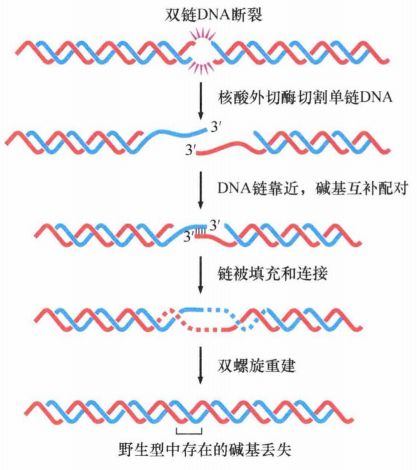 双链DNA断裂
核酸外切酶切割单链DNA
3′
3′
DNA链靠近，碱基互补配对
3′
3′
链被填充和连接
双螺旋重建
野生型中存在的碱基丢失